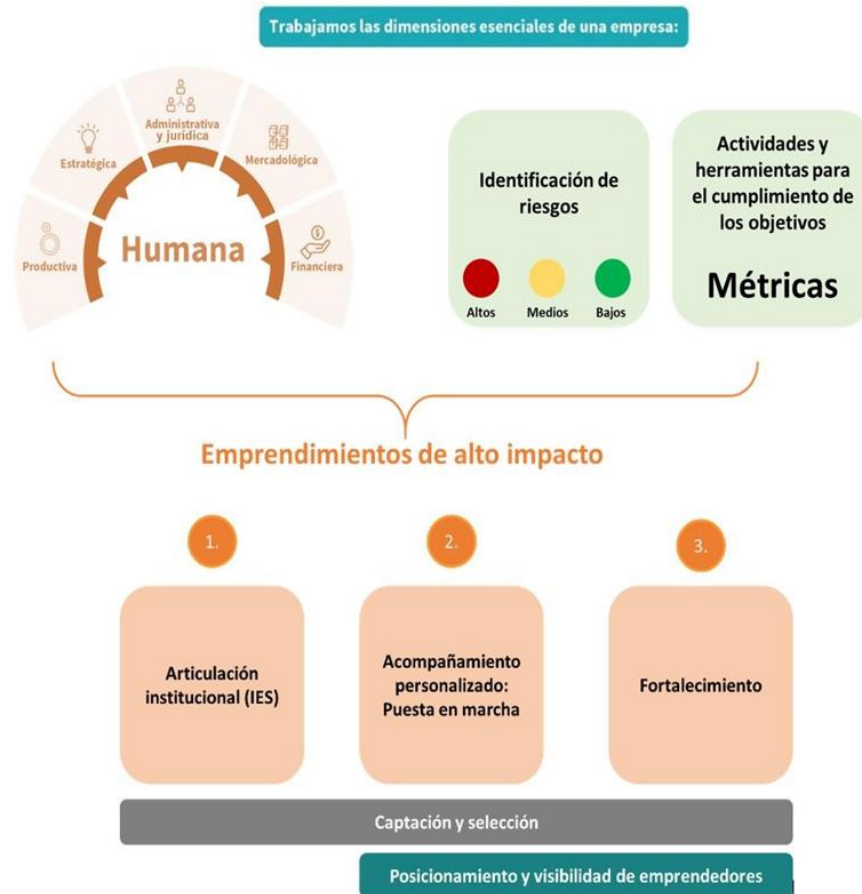 Trabajamos las dimensiones esenciales de una empresa:
Administrativa
y jurídica
Estratégica
Mercadológica
Productiva
Humana
Financiera
Identificación de
riesgos
Altos
Medios
Bajos
Actividades y
herramientas para
el cumplimiento de
los objetivos
Métricas
Emprendimientos de alto impacto
1.
2.
3.
Articulación
institucional (IES)
Acompañamiento
personalizado:
Puesta en marcha
Fortalecimiento
Captación y selección
Posicionamiento y visibilidad de emprendedores